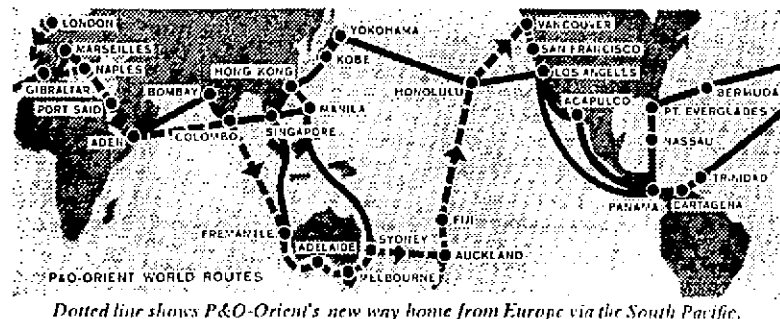 LONDON
VANCOUVER
YOKOHAMA
MARSEILLES
SAN FRANCISCO
NAPLES
KOBE
HONG KONG
LOS ANGELES
GIBRALTAR
BOMBAY
HONOLULU
BERMUDA
PORT SAID
MANILA
ACAPULCO
PT. EVERGLADES
ADEN
COLOMBO
SINGAPORE
NASSAU
TRINIDAD
PANAMA
CARTAGENA
FIJI
FREMANTLE
ADELAIDE
SYDNEY
AUCKLAND
P&O-ORIENT WORLD ROUTES
MELBOURNE
Dotted line shows P&O-Orient's new way home from Europe via the South Pacific.